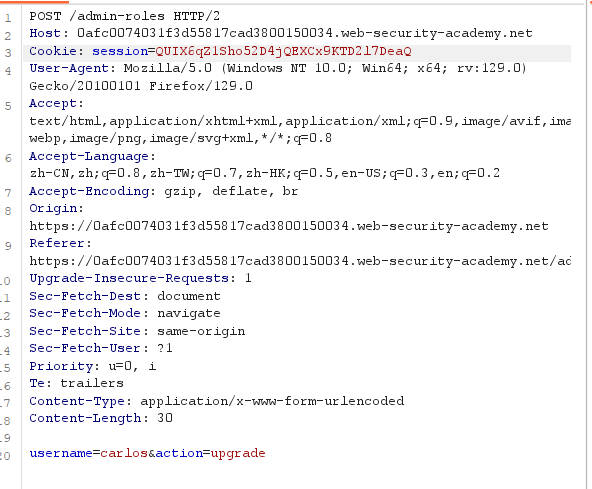 1 POST /admin-roles HTTP/2
2 Host: 0afc0074031f3d55817cad3800150034.web-security-academy.net
3 Cookie: session=QUIX6qZ1Sho52D4jQEXCx9KTD2l7DeaQ
4 User-Agent: Mozilla/5.0 (Windows NT 10.0; Win64; x64; rv:129.0)
Gecko/20100101 Firefox/129.0
5 Accept:
text/html,application/xhtml+xml,application/xml;q=0.9,image/avif,ima
webp,image/png,image/svg+xml,*/*;q=0.8
6 Accept-Language:
zh-CN,zh;q=0.8,zh-TW;q=0.7,zh-HK;q=0.5,en-US;q=0.3,en;q=0.2
7 Accept-Encoding: gzip, deflate, br
8 Origin:
https://0afc0074031f3d55817cad3800150034.web-security-academy.net
9 Referer:
https://0afc0074031f3d55817cad3800150034.web-security-academy.net/ad
10 Upgrade-Insecure-Requests: 1
11 Sec-Fetch-Dest: document
12 Sec-Fetch-Mode: navigate
13 Sec-Fetch-Site: same-origin
14 Sec-Fetch-User: ?1
15 Priority: u=0, i
16 Te: trailers
17 Content-Type: application/x-www-form-urlencoded
18 Content-Length: 30
19
20 username=carlos&action=upgrade